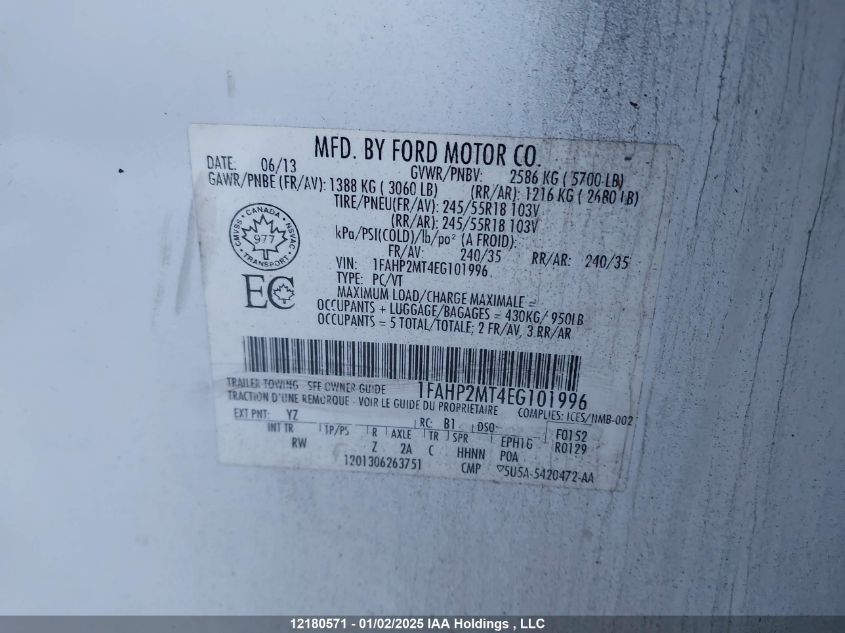 MFD. BY FORD MOTOR CO.
DATE: 06/13 GVWR/PNBV: 2586 KG ( 5700 LB)
GAWR/PNBE (FR/AV): 1388 KG ( 3060 LB) (RR/AR): 1216 KG ( 2680 LB)
TIRE/PNEU(FR/AV): 245/55R18 103V
(RR/AR): 245/55R18 103V
kPa/PSI(COLD)/lb/po² (A FROID):
FR/AV: 240/35 RR/AR: 240/35
VIN: 1FAHP2MT4EG101996
TYPE: PC/VT
MAXIMUM LOAD/CHARGE MAXIMALE =
OCCUPANTS + LUGGAGE/BAGAGES = 430KG/ 950LB
OCCUPANTS = 5 TOTAL/TOTALE; 2 FR/AV, 3 RR/AR
CANADA
CMVSS NSVAC
977
TRANSPORT
EC
1FAHP2MT4EG101996
TRAILER TOWING - SEE OWNER GUIDE
TRACTION D'UNE REMORQUE - VOIR LE GUIDE DU PROPRIETAIRE
COMPLIES: ICES/NMB-002
EXT PNT: YZ RC: B1 DSO: F0152
INT TR TP/PS R AXLE TR SPR EPH16 R0129
RW Z 2A C HHNN POA
1201306263751 CMP 5U5A-5420472-AA
12180571 - 01/02/2025 IAA Holdings , LLC